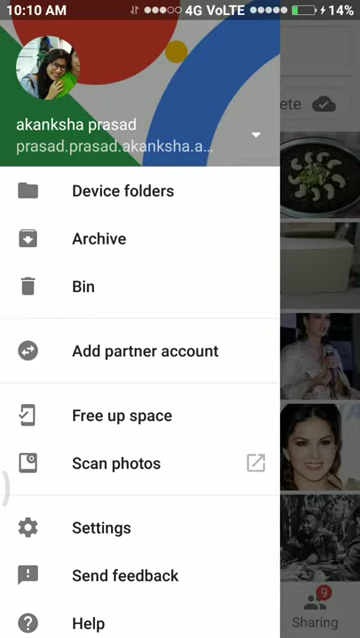 10:10 AM 4G VoLTE 14%
akanksha prasad
prasad.prasad.akanksha.a...
ete
Device folders
Archive
Bin
Add partner account
Free up space
Scan photos
Settings
Send feedback
Help
9
Sharing